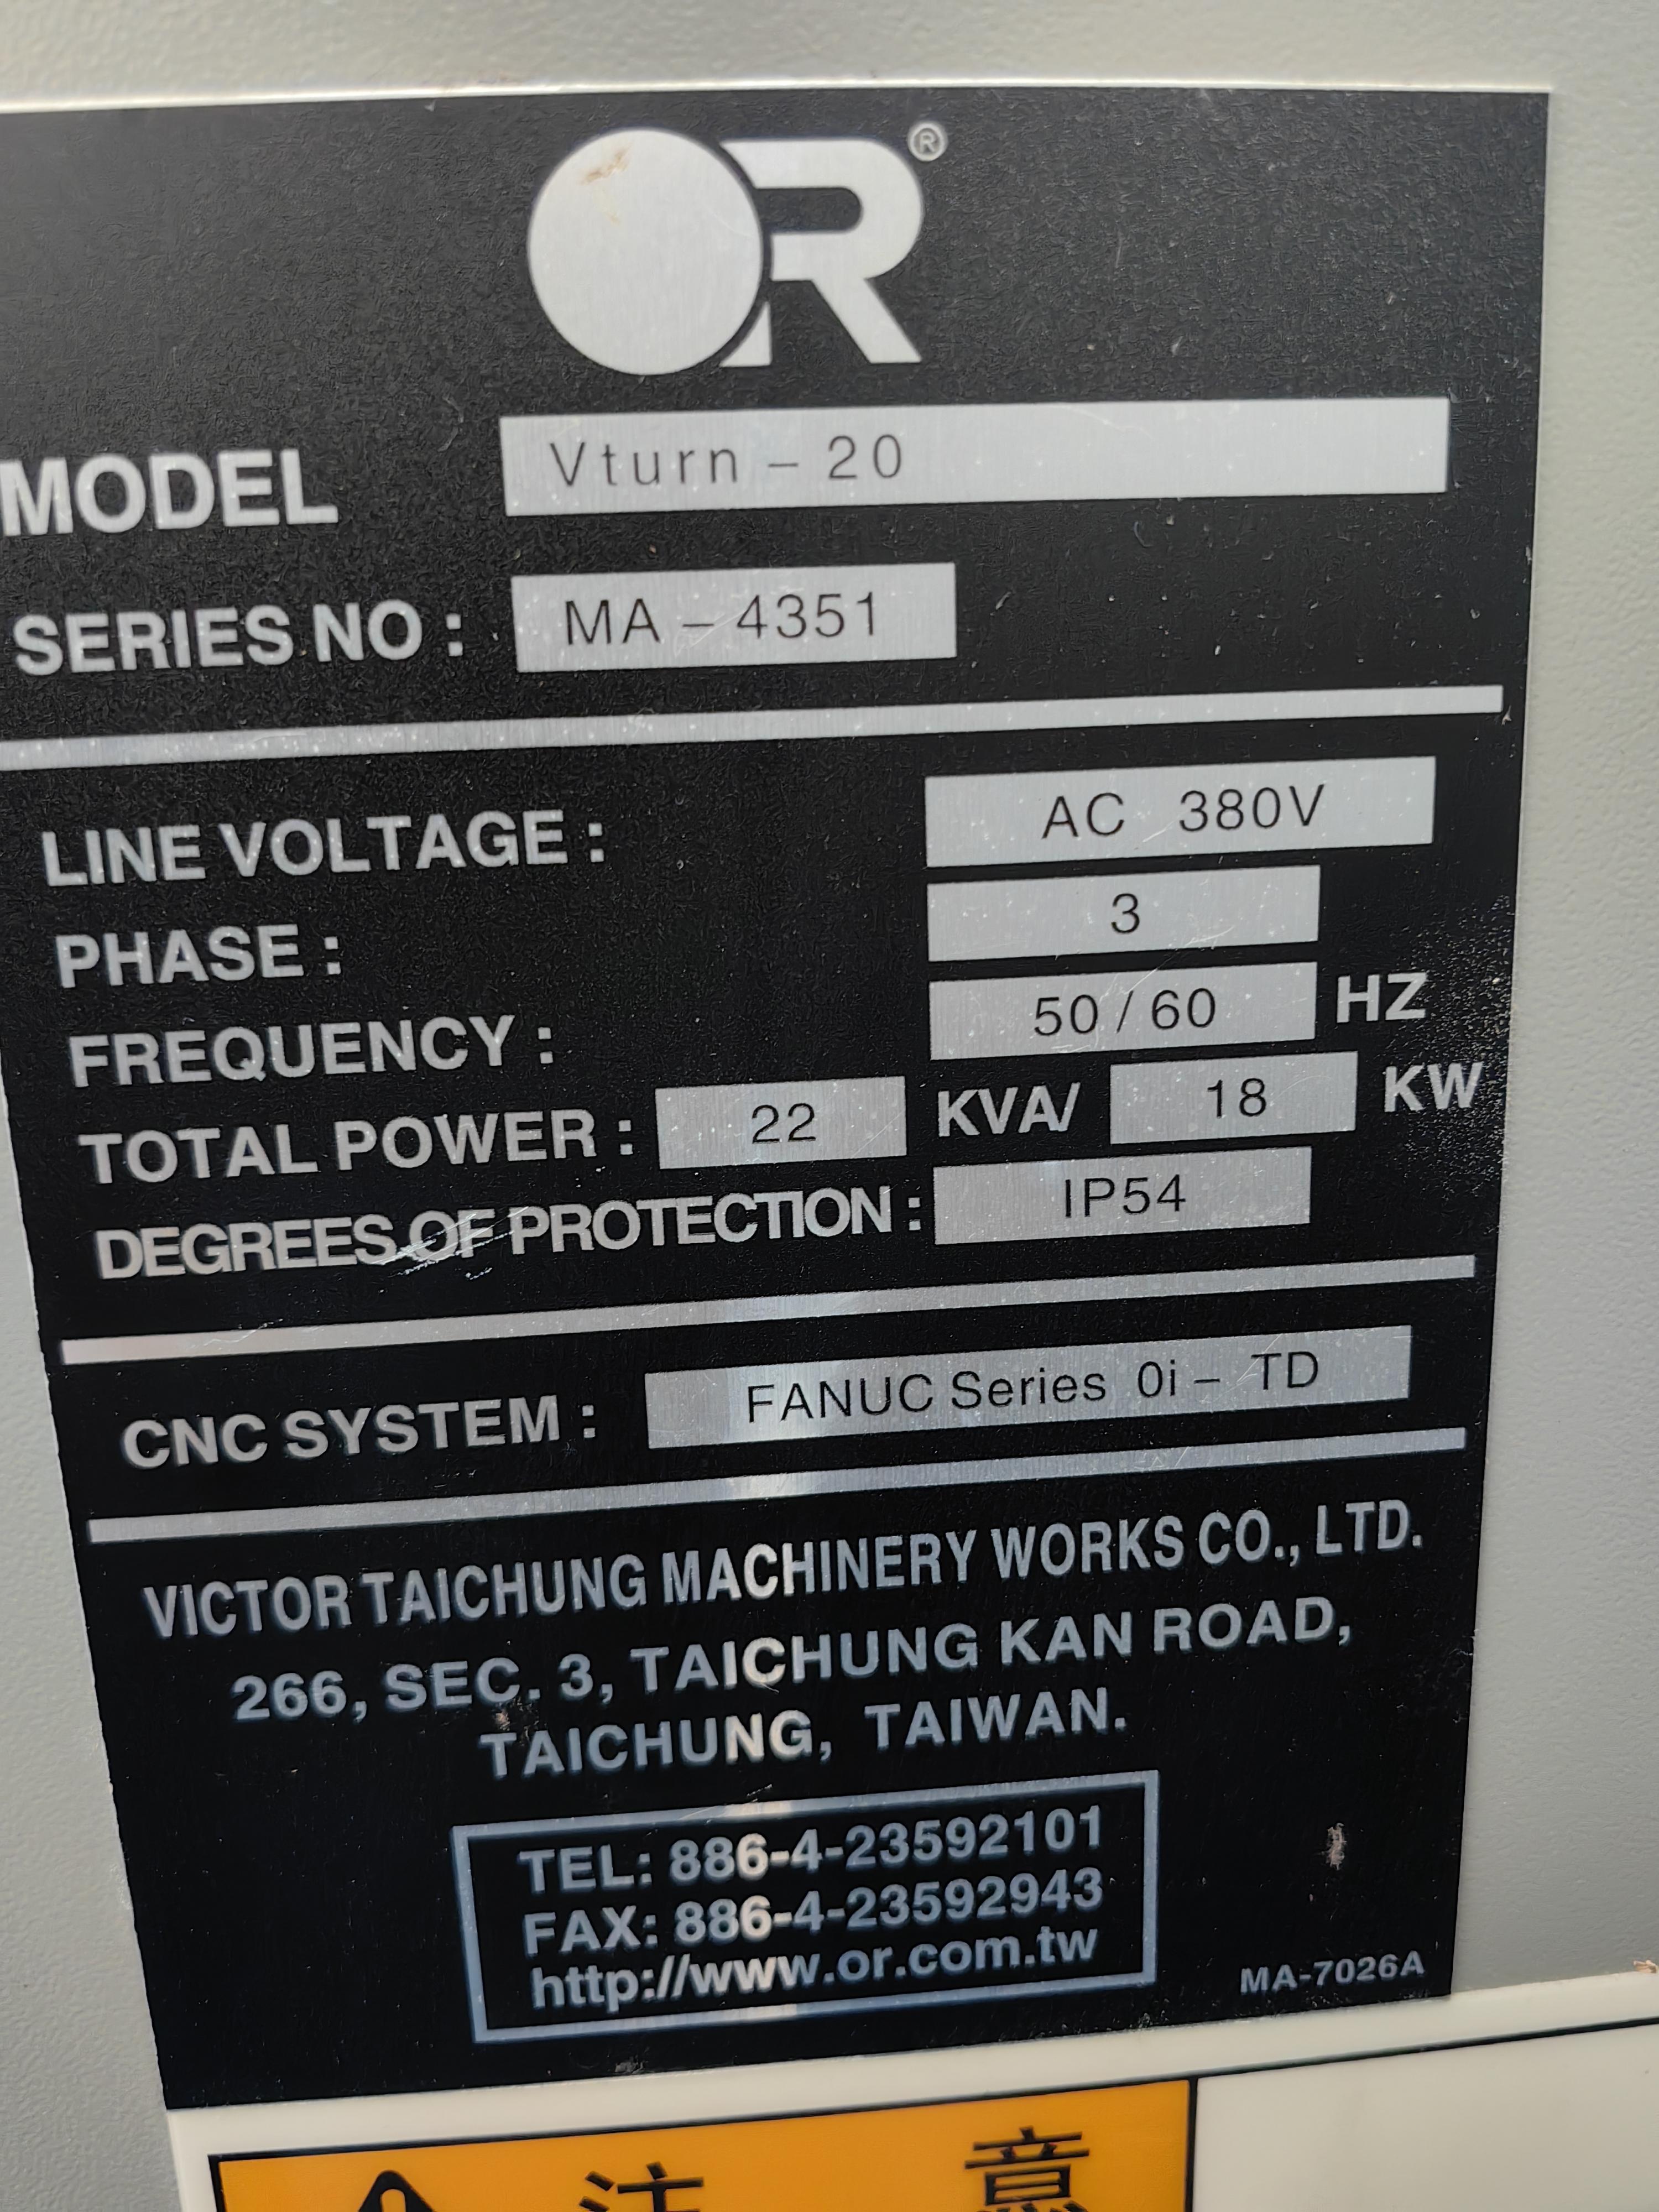 OR®
MODEL Vturn - 20
SERIES NO : MA - 4351
LINE VOLTAGE : AC 380V
PHASE : 3
FREQUENCY : 50 / 60 HZ
TOTAL POWER : 22 KVA/ 18 KW
DEGREES OF PROTECTION : IP54
CNC SYSTEM : FANUC Series 0i - TD
VICTOR TAICHUNG MACHINERY WORKS CO., LTD.
266, SEC. 3, TAICHUNG KAN ROAD,
TAICHUNG, TAIWAN.
TEL: 886-4-23592101
FAX: 886-4-23592943
http://www.or.com.tw
MA-7026A
注 意